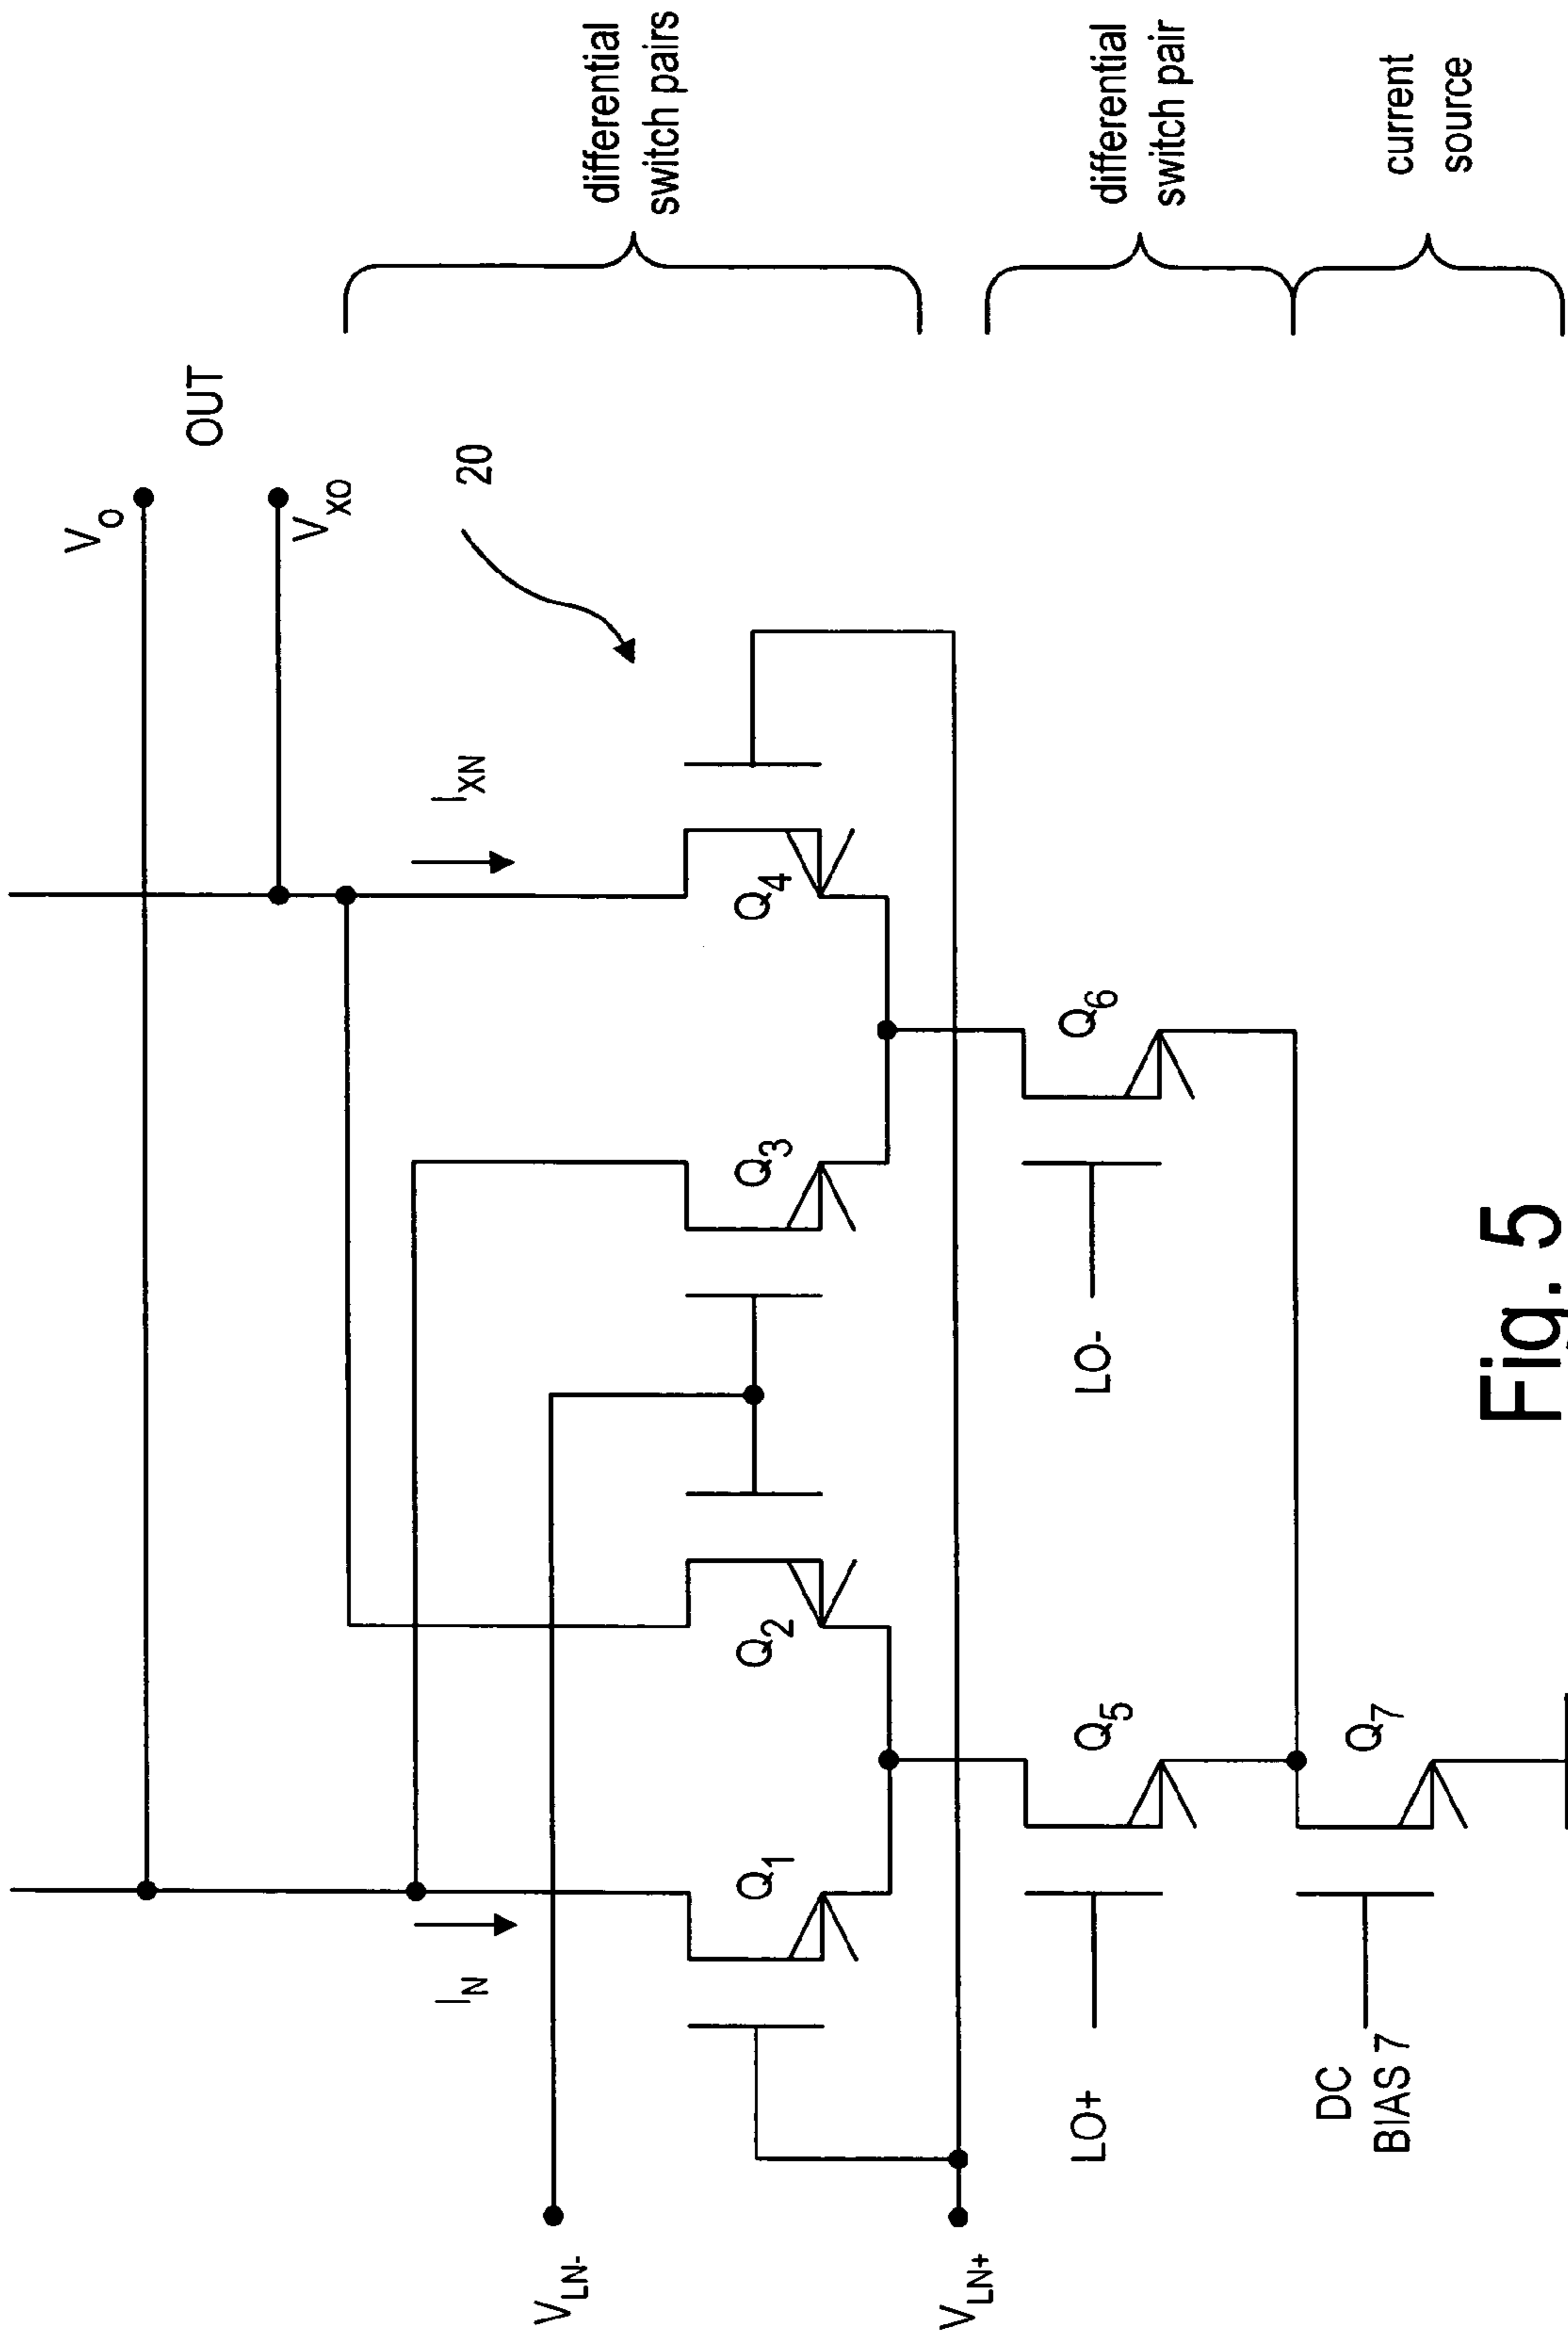 V_O
OUT
V_XO
20
differential
switch pairs
I_N
I_XN
V_LN-
Q_1
Q_2
Q_3
Q_4
V_LN+
LO+
Q_5
LO-
Q_6
differential
switch pair
DC
BIAS 7
Q_7
current
source
Fig. 5